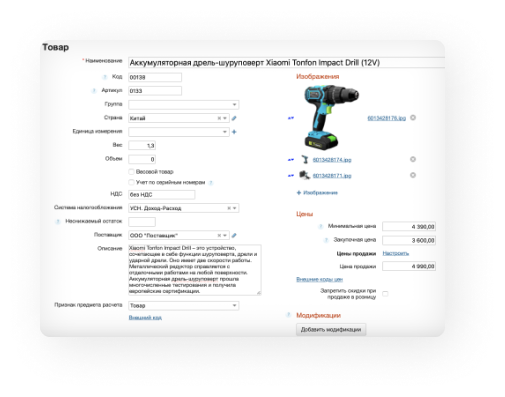 Товар
* Наименование Аккумуляторная дрель-шуруповерт Xiaomi Tonfon Impact Drill (12V)
Код 00138
Артикул 0133
Группа
Страна Китай
Единица измерения
Вес 1,3
Объем 0
Весовой товар
Учет по серийным номерам
НДС без НДС
Система налогообложения УСН. Доход-Расход
Неснижаемый остаток
Поставщик ООО "Поставщик"
Описание Xiaomi Tonfon Impact Drill – это устройство,
сочетающее в себе функции шуруповерта, дрели и
ударной дрели. Оно имеет две скорости работы.
Металлический редуктор справляется с
отделочными работами на любой поверхности.
Аккумуляторная дрель-шуруповерт прошла
многочисленные тестирования и получила
европейские сертификации.
Признак предмета расчета Товар
Внешний код
Изображения
6013428176.jpg
6013428174.jpg
6013428171.jpg
+ Изображение
Цены
Минимальная цена 4 390,00
Закупочная цена 3 600,00
Цены продажи Настроить
Цена продажи 4 990,00
Внешние коды цен
Запретить скидки при
продаже в розницу
Модификации
Добавить модификации